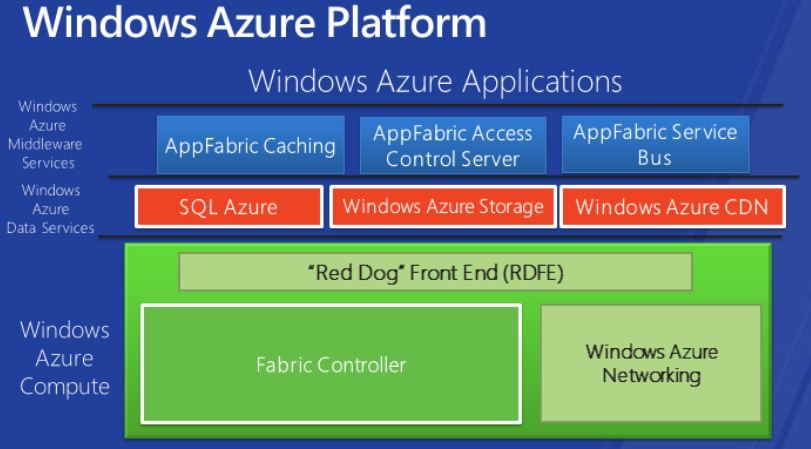 Windows Azure Platform
Windows Azure Applications
Windows
Azure
Middleware
Services
AppFabric Caching
AppFabric Access
Control Server
AppFabric Service
Bus
Windows
Azure
Data Services
SQL Azure
Windows Azure Storage
Windows Azure CDN
"Red Dog" Front End (RDFE)
Windows
Azure
Compute
Fabric Controller
Windows Azure
Networking